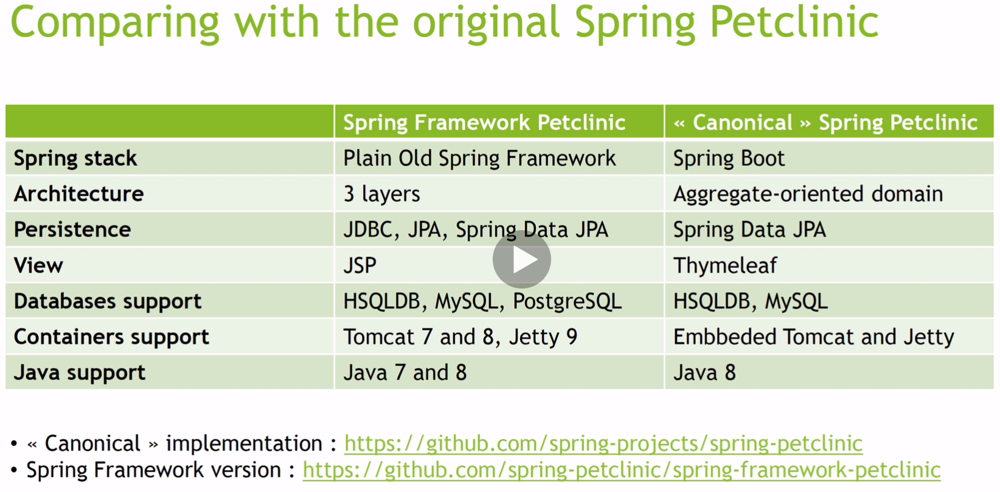 Comparing with the original Spring Petclinic
Spring Framework Petclinic « Canonical » Spring Petclinic
Spring stack Plain Old Spring Framework Spring Boot
Architecture 3 layers Aggregate-oriented domain
Persistence JDBC, JPA, Spring Data JPA Spring Data JPA
View JSP Thymeleaf
Databases support HSQLDB, MySQL, PostgreSQL HSQLDB, MySQL
Containers support Tomcat 7 and 8, Jetty 9 Embbeded Tomcat and Jetty
Java support Java 7 and 8 Java 8
• « Canonical » implementation : https://github.com/spring-projects/spring-petclinic
• Spring Framework version : https://github.com/spring-petclinic/spring-framework-petclinic